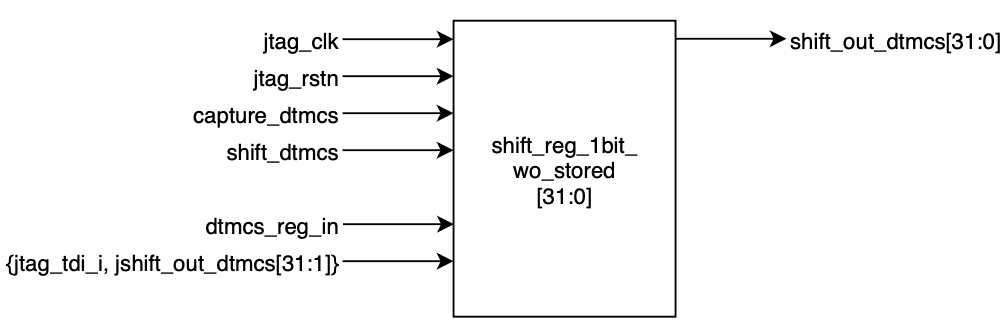 jtag_clk
jtag_rstn
capture_dtmcs
shift_dtmcs
dtmcs_reg_in
{jtag_tdi_i, jshift_out_dtmcs[31:1]}
shift_reg_1bit_
wo_stored
[31:0]
shift_out_dtmcs[31:0]